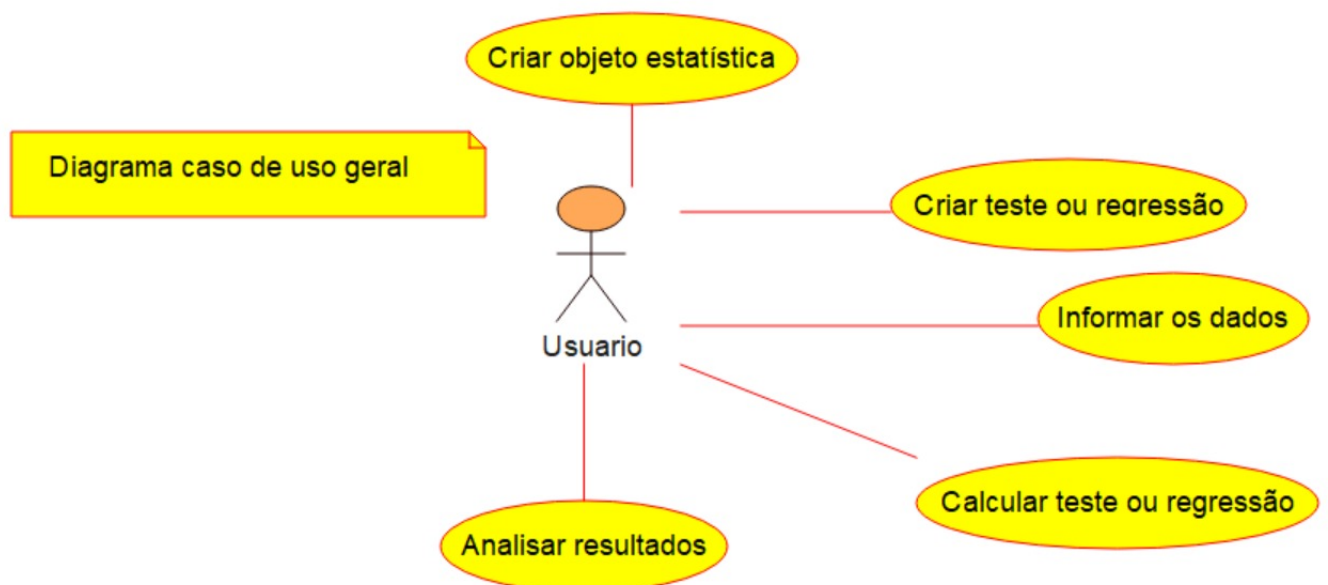 Criar objeto estatística
Diagrama caso de uso geral
Criar teste ou regressão
Informar os dados
Usuario
Calcular teste ou regressão
Analisar resultados